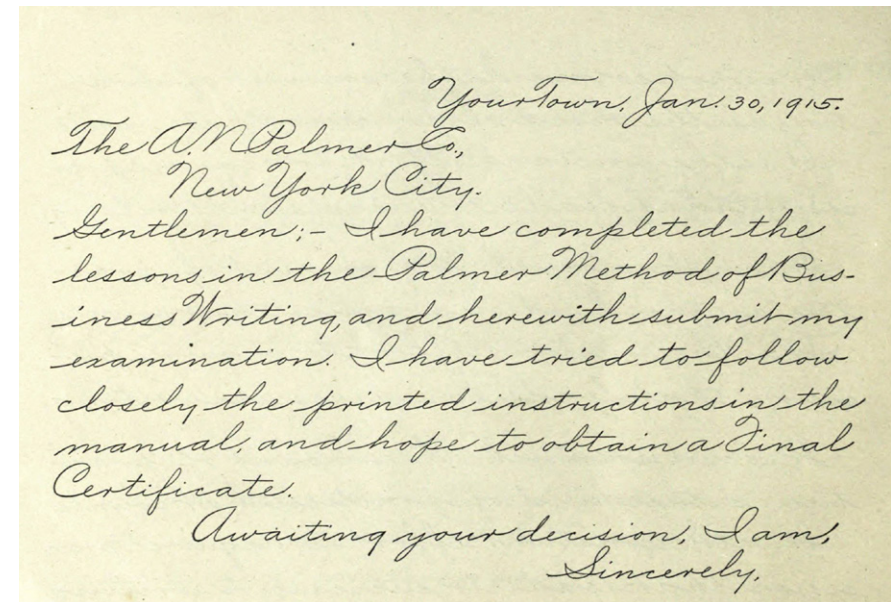 Your Town, Jan. 30, 1915.
The A. N. Palmer Co.,
New York City.
Gentlemen:- I have completed the
lessons in the Palmer Method of Bus-
iness Writing, and herewith submit my
examination. I have tried to follow
closely the printed instructions in the
manual, and hope to obtain a Final
Certificate.
Awaiting your decision, I am,
Sincerely,